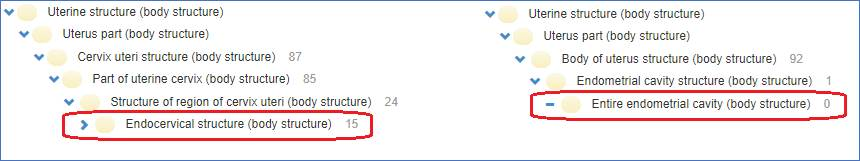 Uterine structure (body structure)
Uterus part (body structure)
Cervix uteri structure (body structure) 87
Part of uterine cervix (body structure) 85
Structure of region of cervix uteri (body structure) 24
Endocervical structure (body structure) 15
Uterine structure (body structure)
Uterus part (body structure)
Body of uterus structure (body structure) 92
Endometrial cavity structure (body structure) 1
Entire endometrial cavity (body structure) 0